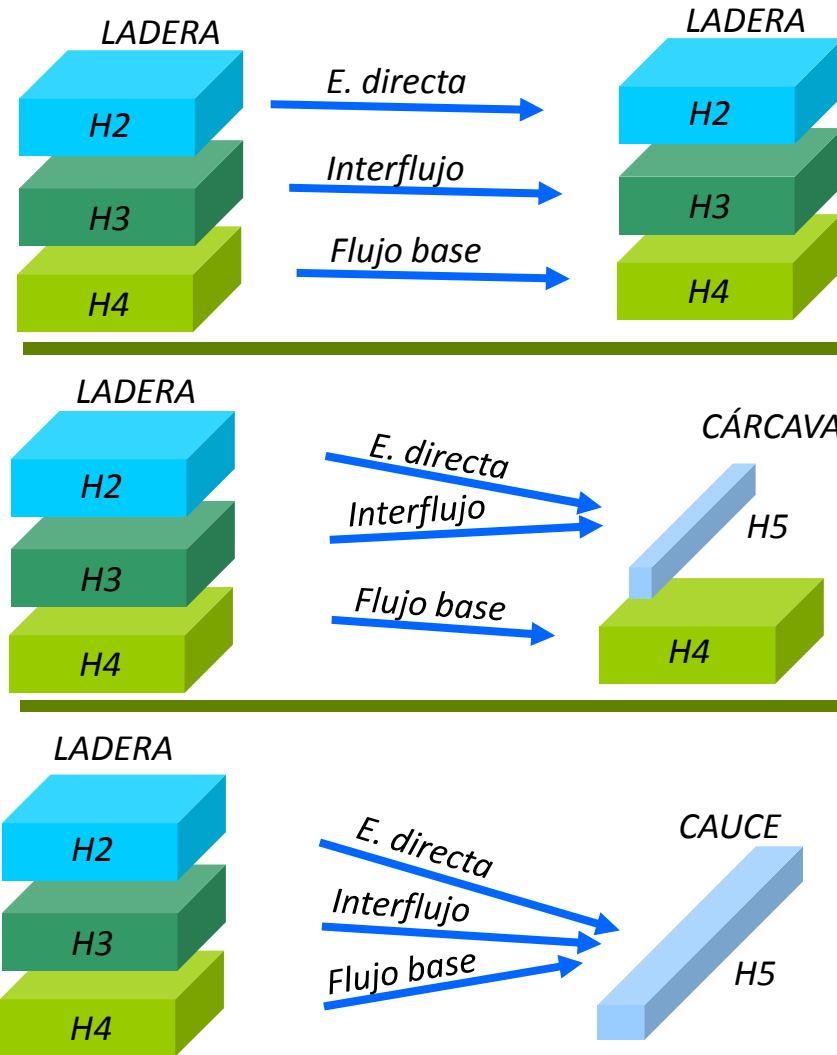 LADERA
LADERA
E. directa
H2
H2
Interflujo
H3
H3
Flujo base
H4
H4
LADERA
CÁRCAVA
E. directa
H2
Interflujo
H5
H3
Flujo base
H4
H4
LADERA
CAUCE
E. directa
H2
Interflujo
H3
Flujo base
H5
H4